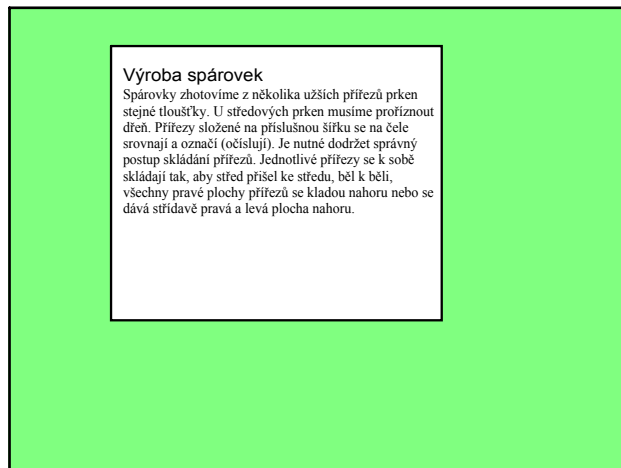 Výroba spárovek
Spárovky zhotovíme z několika užších přířezů prken
stejné tloušťky. U středových prken musíme proříznout
dřeň. Přířezy složené na příslušnou šířku se na čele
srovnají a označí (očíslují). Je nutné dodržet správný
postup skládání přířezů. Jednotlivé přířezy se k sobě
skládají tak, aby střed přišel ke středu, běl k běli,
všechny pravé plochy přířezů se kladou nahoru nebo se
dává střídavě pravá a levá plocha nahoru.